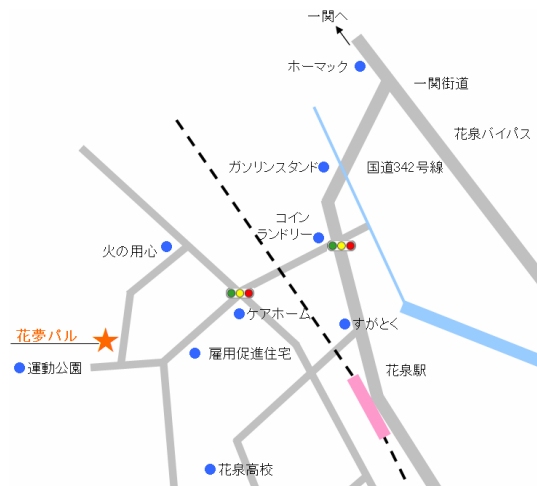 一関へ
ホーマック
一関街道
花泉バイパス
ガソリンスタンド
国道342号線
コイン
ランドリー
火の用心
ケアホーム
すがとく
花夢パル
雇用促進住宅
運動公園
花泉駅
花泉高校